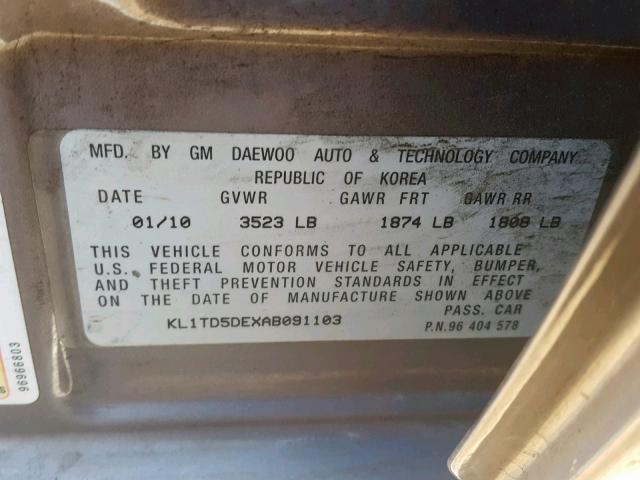 MFD. BY GM DAEWOO AUTO & TECHNOLOGY COMPANY
REPUBLIC OF KOREA
DATE GVWR GAWR FRT GAWR RR
01/10 3523 LB 1874 LB 1808 LB
THIS VEHICLE CONFORMS TO ALL APPLICABLE
U.S. FEDERAL MOTOR VEHICLE SAFETY, BUMPER,
AND THEFT PREVENTION STANDARDS IN EFFECT
ON THE DATE OF MANUFACTURE SHOWN ABOVE
PASS. CAR
KL1TD5DEXAB091103
P.N.96 404 578
96966803